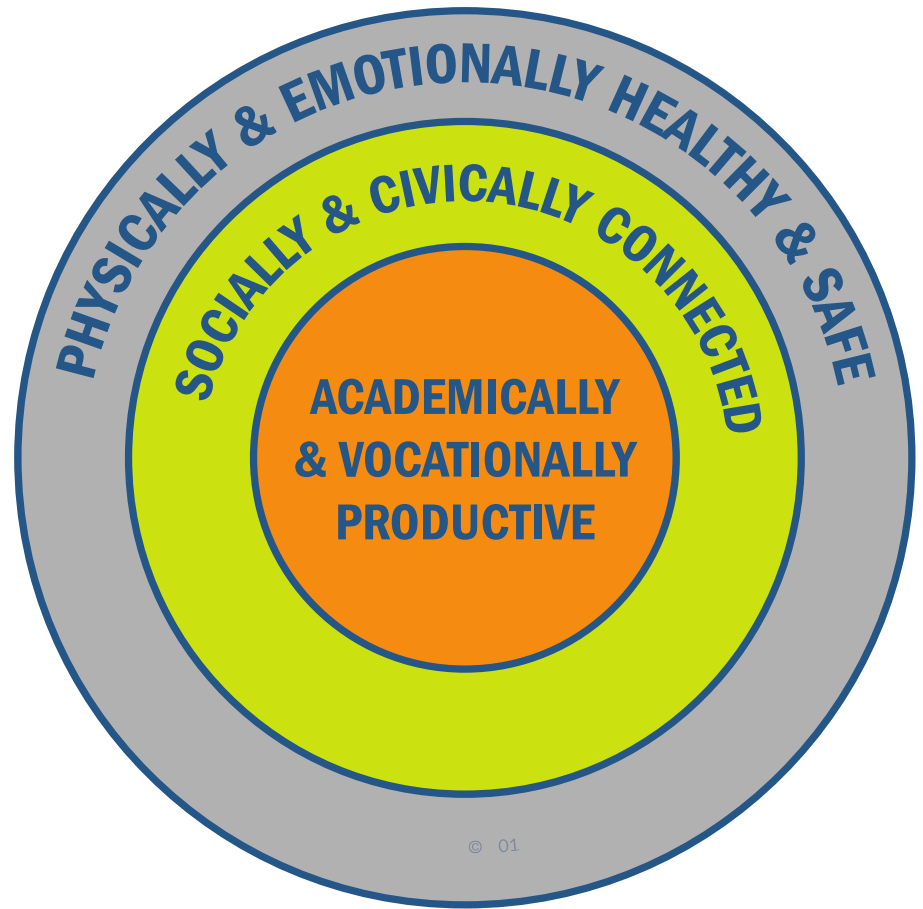 PHYSICALLY & EMOTIONALLY HEALTHY & SAFE
SOCIALLY & CIVICALLY CONNECTED
ACADEMICALLY
& VOCATIONALLY
PRODUCTIVE
© 01